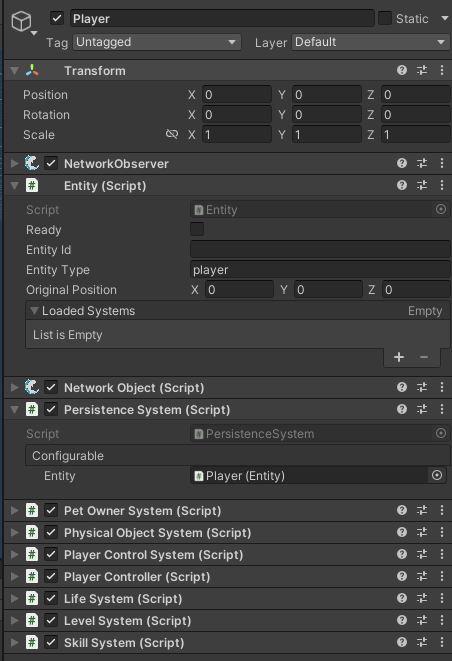 Player Static
Tag Untagged Layer Default
Transform
Position X 0 Y 0 Z 0
Rotation X 0 Y 0 Z 0
Scale X 1 Y 1 Z 1
NetworkObserver
# Entity (Script)
Script # Entity
Ready
Entity Id
Entity Type player
Original Position X 0 Y 0 Z 0
Loaded Systems Empty
List is Empty
+ −
Network Object (Script)
# Persistence System (Script)
Script # PersistenceSystem
Configurable
Entity # Player (Entity)
# Pet Owner System (Script)
# Physical Object System (Script)
# Player Control System (Script)
# Player Controller (Script)
# Life System (Script)
# Level System (Script)
# Skill System (Script)